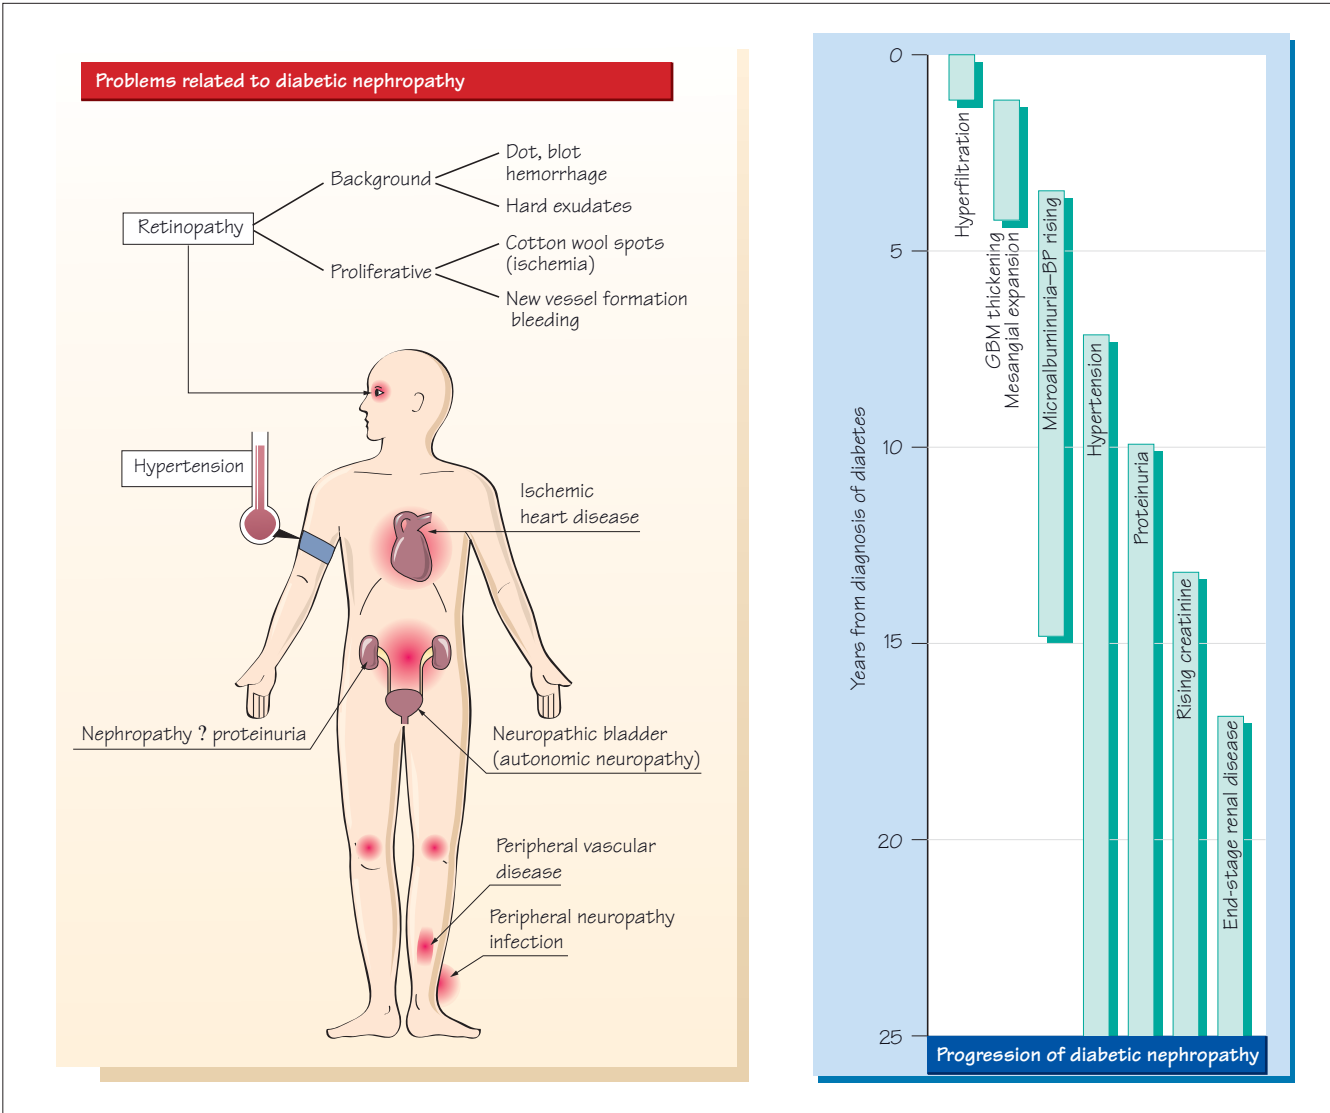 Problems related to diabetic nephropathy
Retinopathy
Background
Dot, blot
hemorrhage
Hard exudates
Proliferative
Cotton wool spots
(ischemia)
New vessel formation
bleeding
Hypertension
Ischemic
heart disease
Nephropathy ? proteinuria
Neuropathic bladder
(autonomic neuropathy)
Peripheral vascular
disease
Peripheral neuropathy
infection
Years from diagnosis of diabetes
0
5
10
15
20
25
Hyperfiltration
GBM thickening
Mesangial expansion
Microalbuminuria–BP rising
Hypertension
Proteinuria
Rising creatinine
End-stage renal disease
Progression of diabetic nephropathy